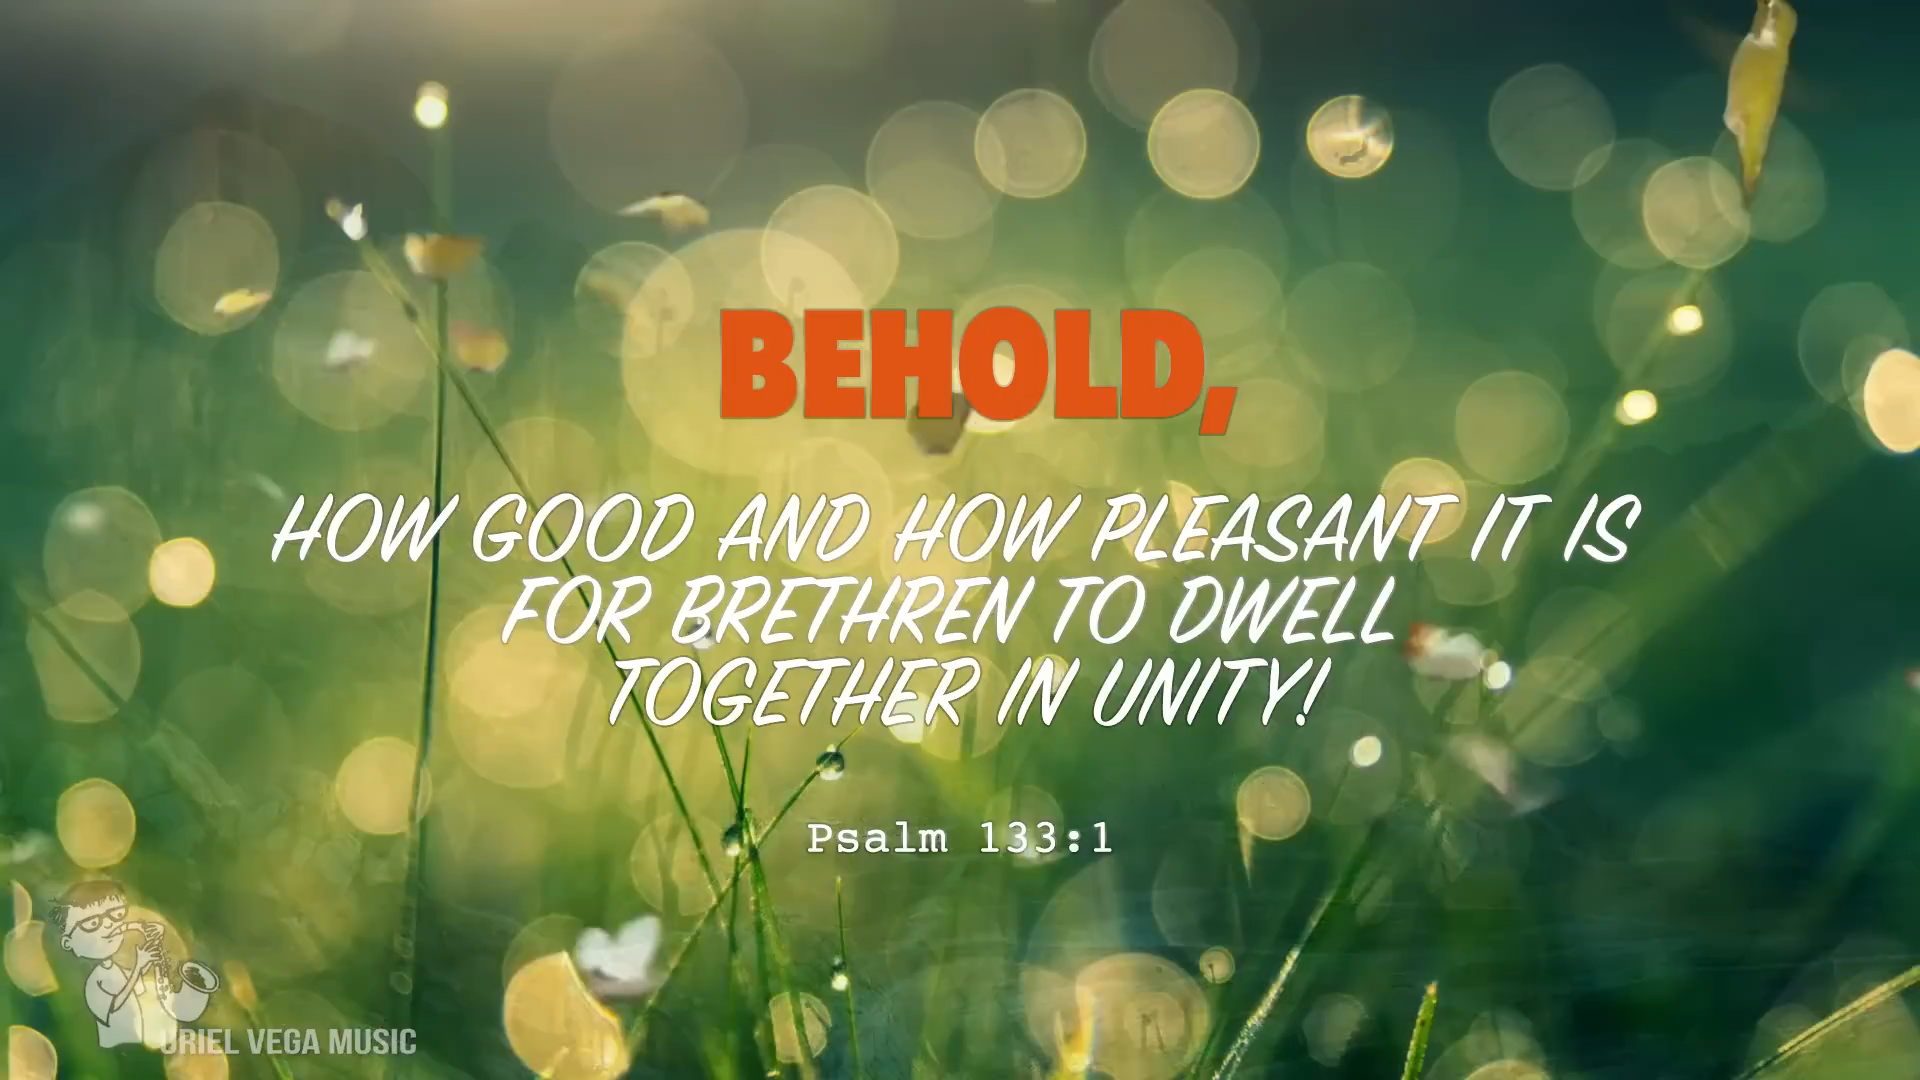 BEHOLD,
HOW GOOD AND HOW PLEASANT IT IS
FOR BRETHREN TO DWELL
TOGETHER IN UNITY!
Psalm 133:1
URIEL VEGA MUSIC